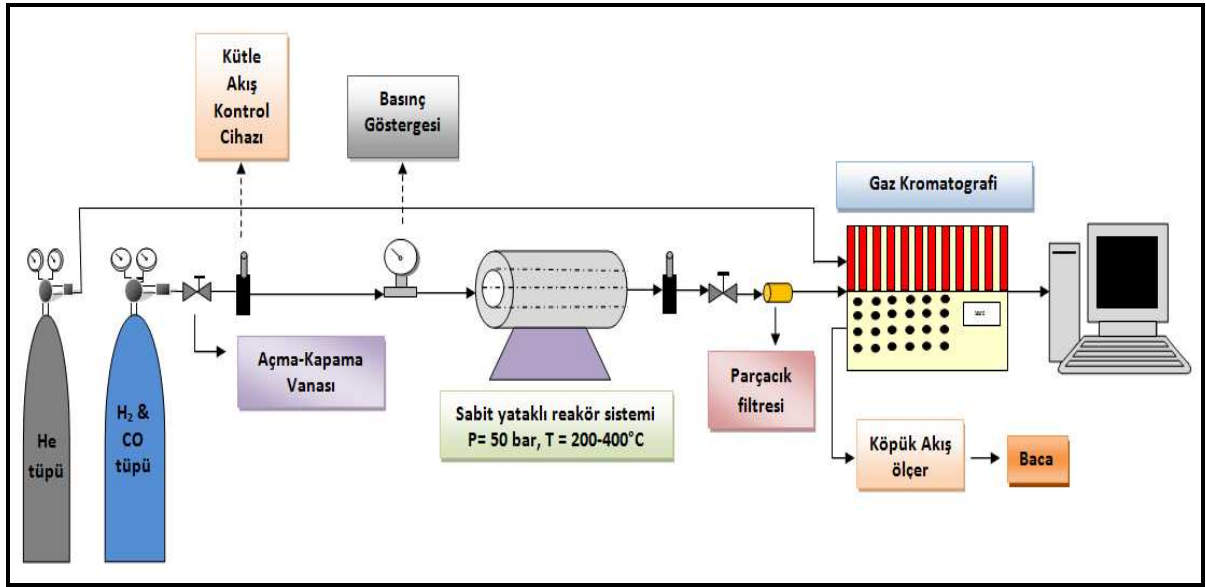 Kütle
Akış
Kontrol
Cihazı
Basınç
Göstergesi
Gaz Kromatografi
Açma-Kapama
Vanası
Sabit yataklı reakör sistemi
P= 50 bar, T = 200-400°C
Parçacık
filtresi
He
tüpü
H₂ &
CO
tüpü
Köpük Akış
ölçer
Baca